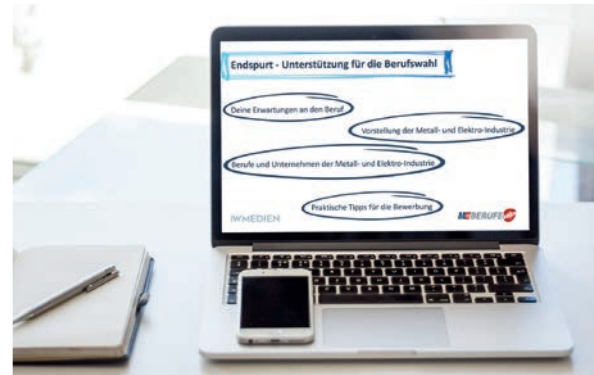 Endspurt - Unterstützung für die Berufswahl
Deine Erwartungen an den Beruf
Vorstellung der Metall- und Elektro-Industrie
Berufe und Unternehmen der Metall- und Elektro-Industrie
Praktische Tipps für die Bewerbung
IWMEDIEN
ME BERUFE